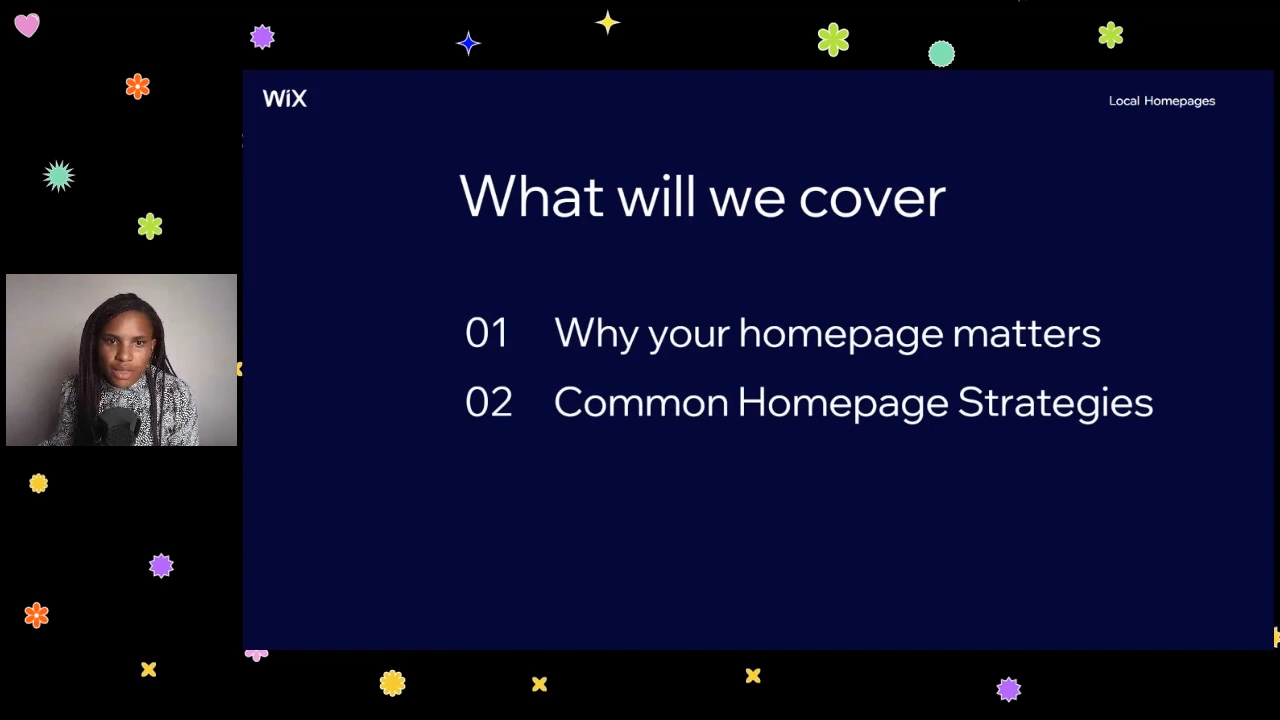 WiX
Local Homepages
What will we cover
01 Why your homepage matters
02 Common Homepage Strategies